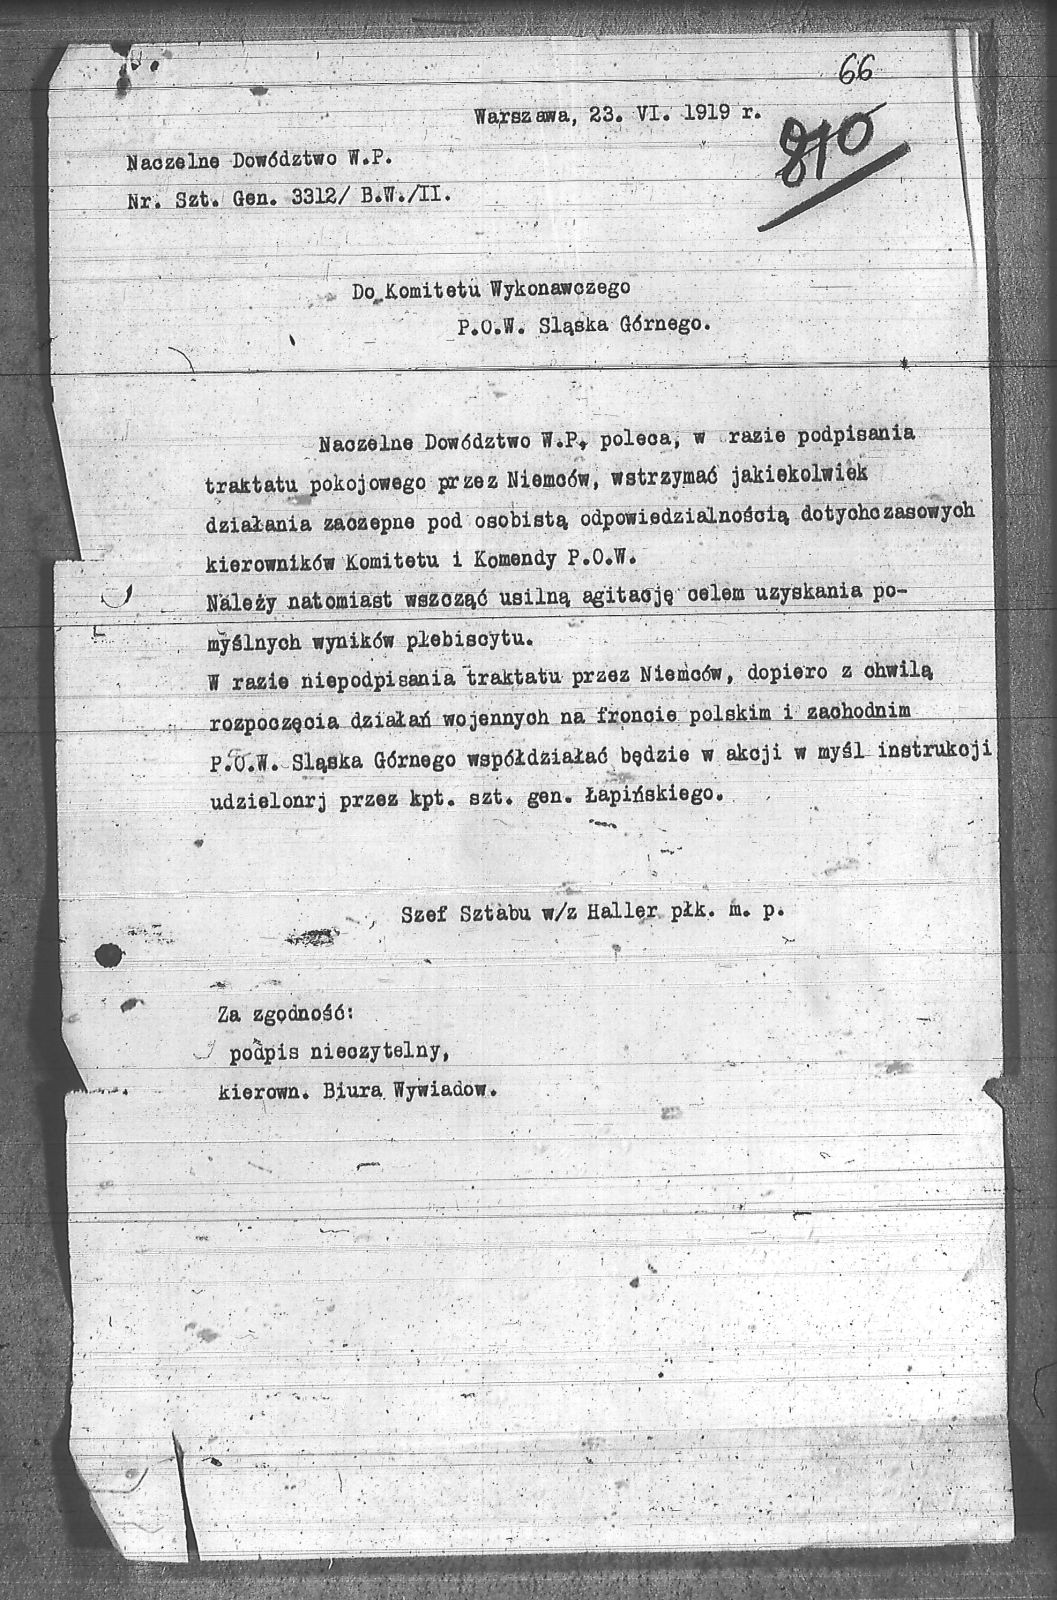 66
Warszawa, 23. VI. 1919 r.
810
Naczelne Dowództwo W.P.
Nr. Szt. Gen. 3312/ B.W./II.
Do Komitetu Wykonawczego
P.O.W. Sląska Górnego.
Naczelne Dowództwo W.P. poleca, w razie podpisania
traktatu pokojowego przez Niemców, wstrzymać jakiekolwiek
działania zaczepne pod osobistą odpowiedzialnością dotychczasowych
kierowników Komitetu i Komendy P.O.W.
Należy natomiast wszcząć usilną agitację celem uzyskania po-
myślnych wyników plebiscytu.
W razie niepodpisania traktatu przez Niemców, dopiero z chwilą
rozpoczęcia działań wojennych na froncie polskim i zachodnim
P.O.W. Sląska Górnego współdziałać będzie w akcji w myśl instrukcji
udzielonrj przez kpt. szt. gen. Łapińskiego.
Szef Sztabu w/z Haller płk. m. p.
Za zgodność:
podpis nieczytelny,
kierown. Biura Wywiadow.